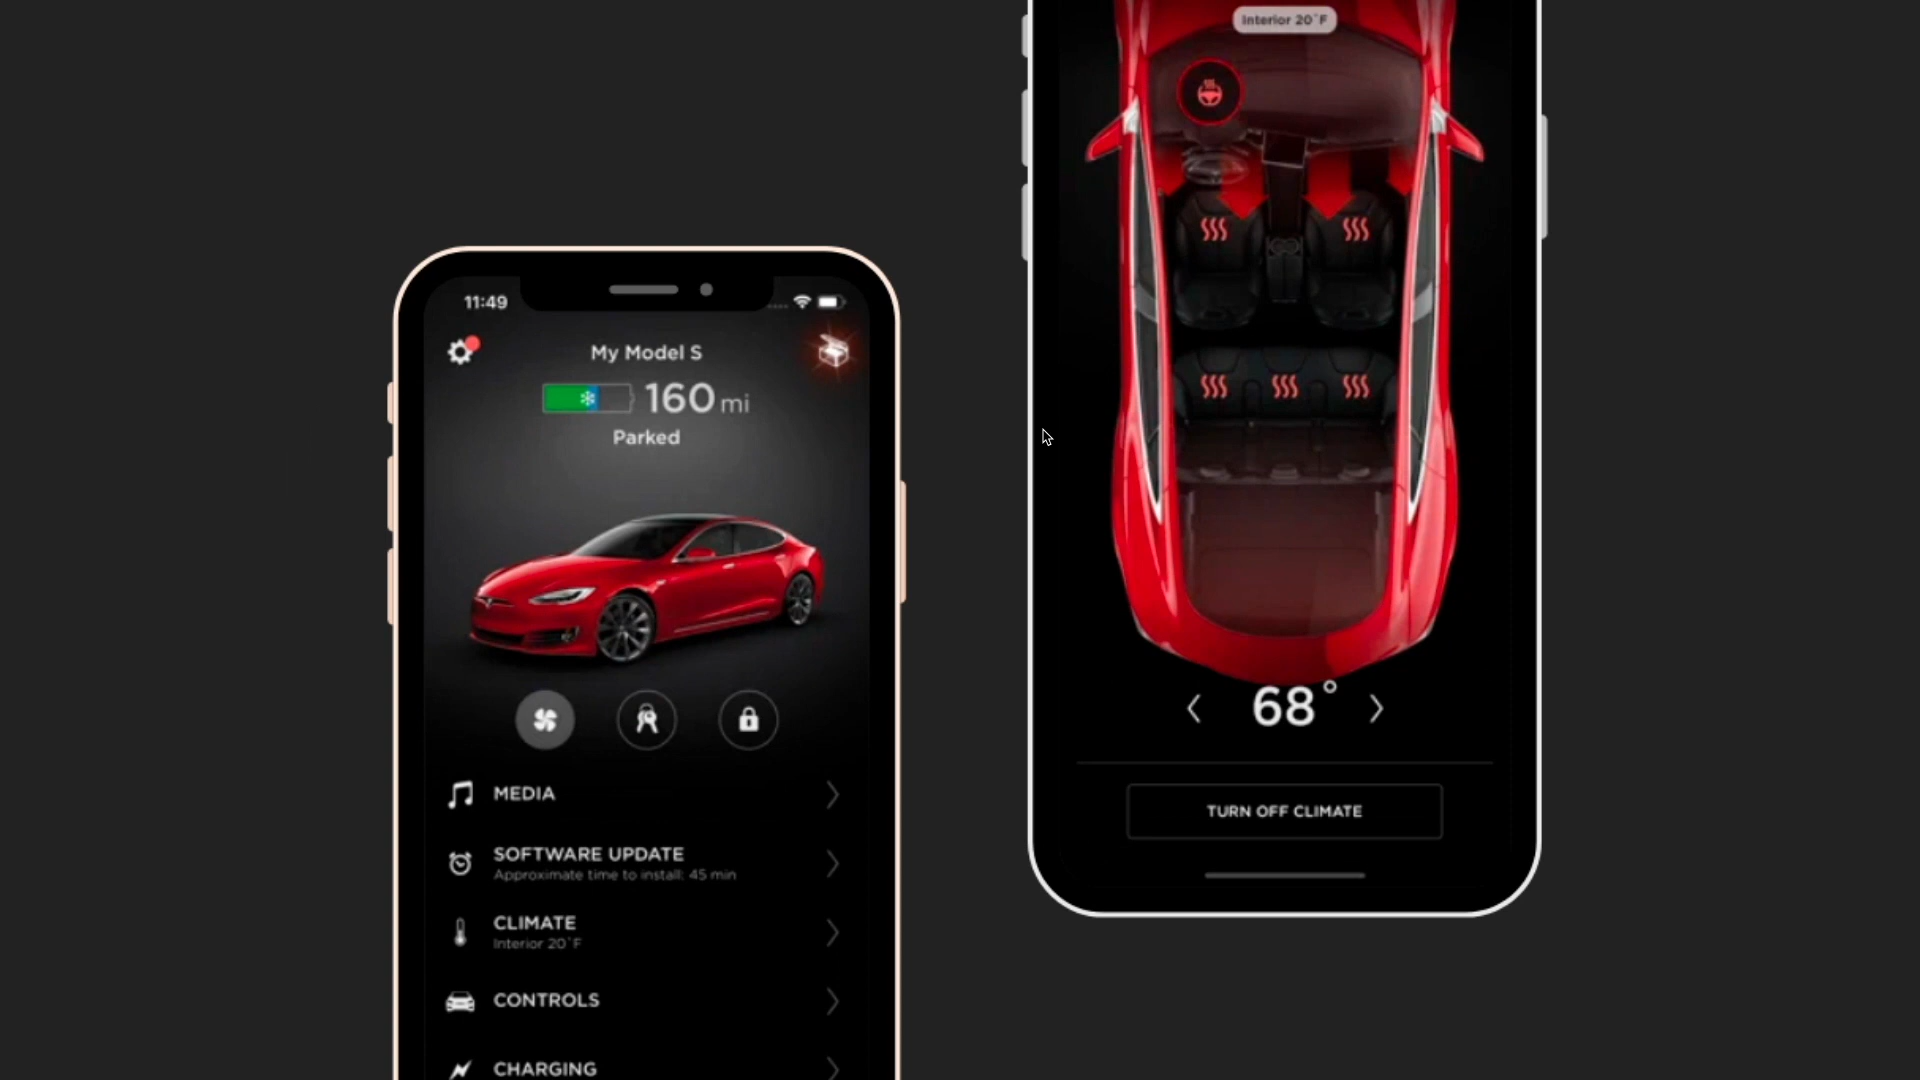 11:49
My Model S
160 mi
Parked
MEDIA
SOFTWARE UPDATE
Approximate time to install: 45 min
CLIMATE
Interior 20°F
CONTROLS
CHARGING
Interior 20°F
68°
TURN OFF CLIMATE